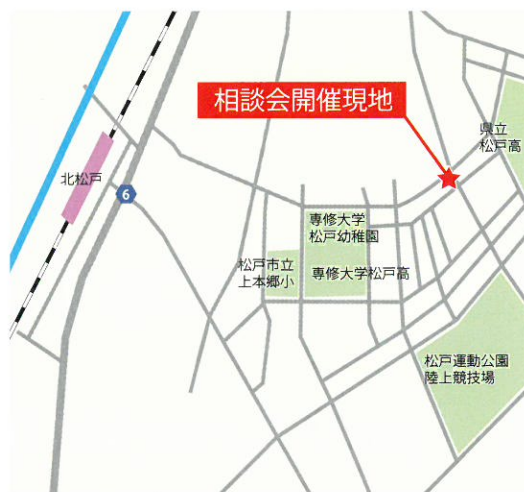 相談会開催現地
県立
松戸高
北松戸
6
専修大学
松戸幼稚園
松戸市立
上本郷小
専修大学松戸高
松戸運動公園
陸上競技場